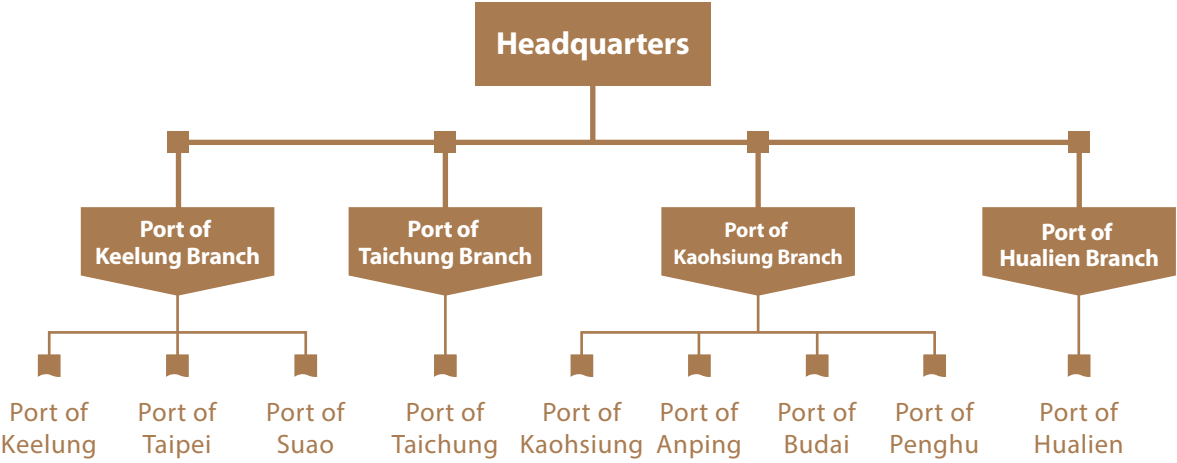 Headquarters
Port of
Keelung Branch
Port of
Taichung Branch
Port of
Kaohsiung Branch
Port of
Hualien Branch
Port of
Keelung
Port of
Taipei
Port of
Suao
Port of
Taichung
Port of
Kaohsiung
Port of
Anping
Port of
Budai
Port of
Penghu
Port of
Hualien